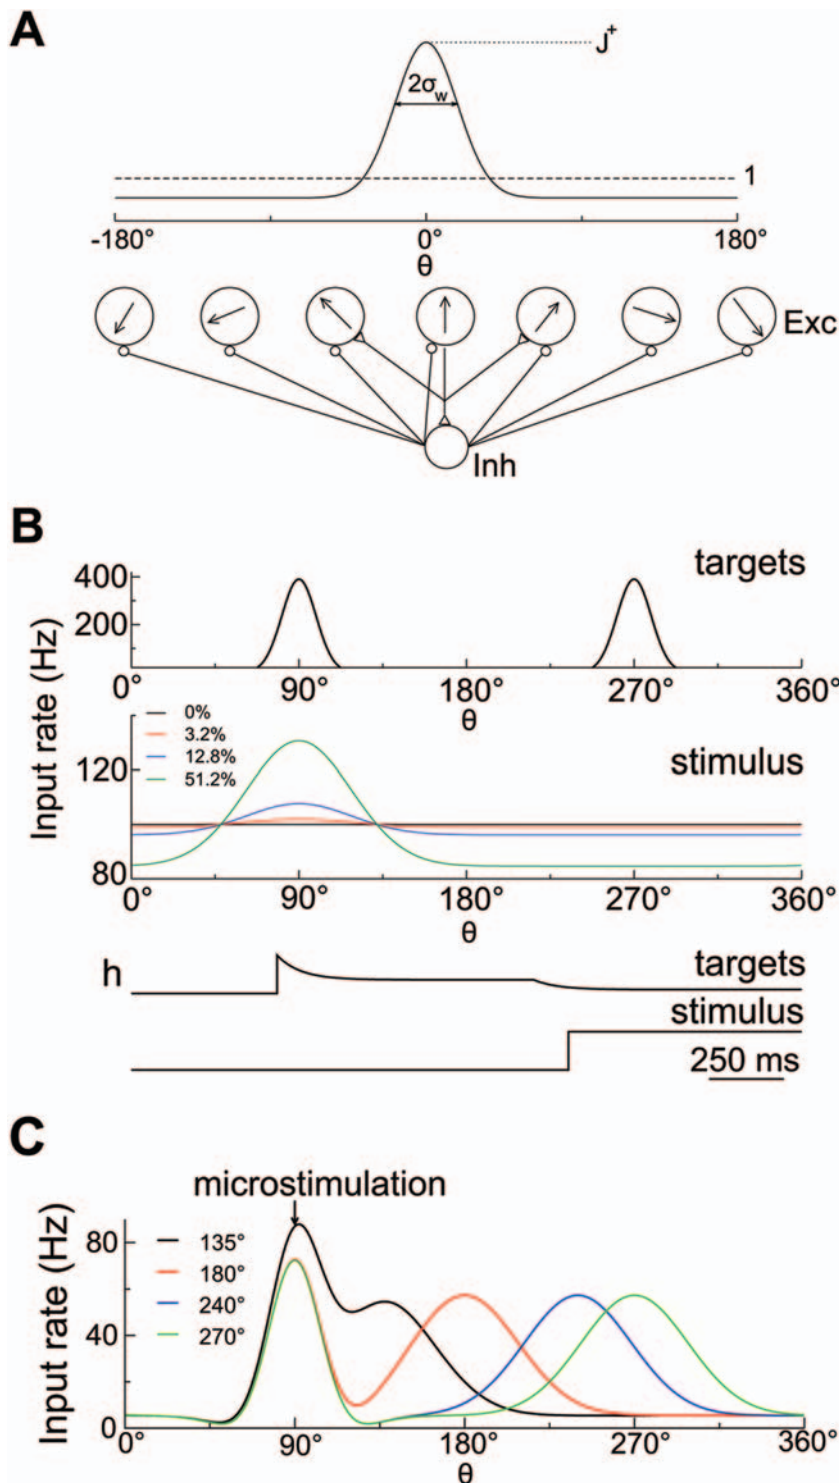 A
J+
2σw
1
-180° 0° 180°
θ
Exc
Inh
B
targets
400
200
Input rate (Hz)
0° 90° 180° 270° 360°
θ
0%
3.2%
12.8%
51.2%
stimulus
120
80
0° 90° 180° 270° 360°
θ
h
targets
stimulus
250 ms
C
microstimulation
Input rate (Hz)
80
40
0
135°
180°
240°
270°
0° 90° 180° 270° 360°
θ